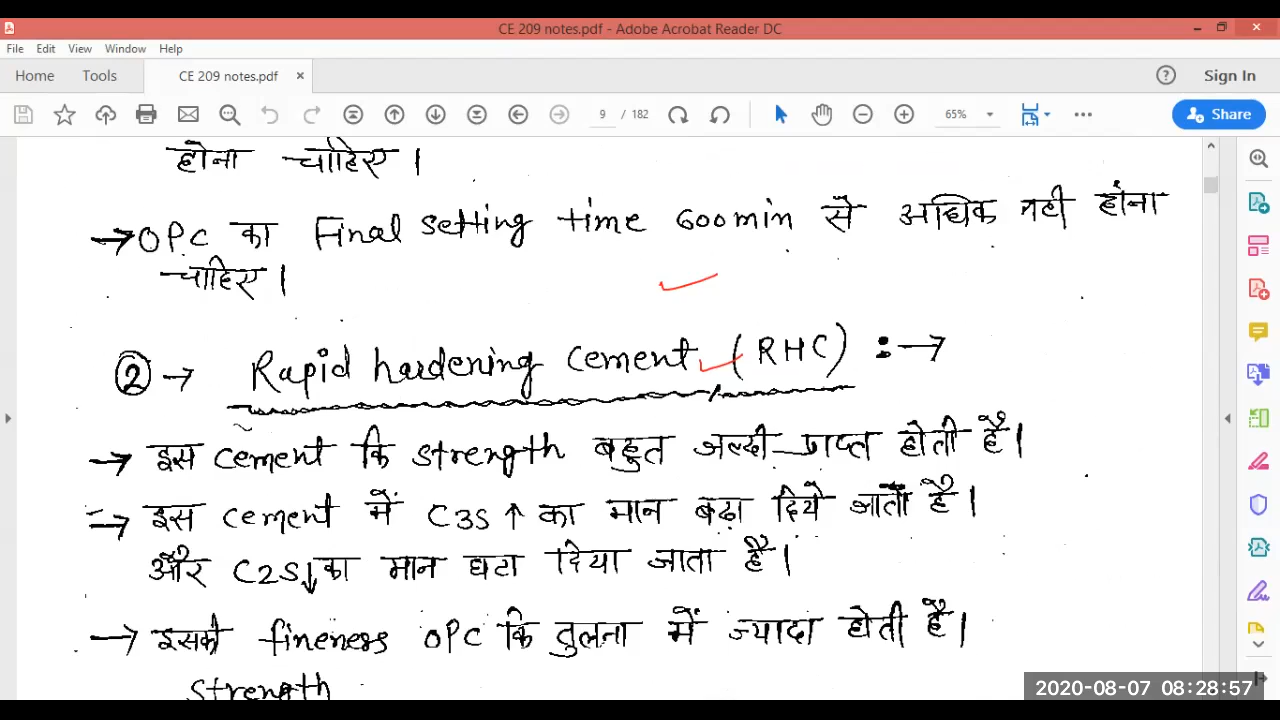 CE 209 notes.pdf - Adobe Acrobat Reader DC
File Edit View Window Help
Home Tools CE 209 notes.pdf × Sign In
9 / 182 65% Share
होना चाहिए।
→ OPC का Final setting time 600min से अधिक नही होना
चाहिए।
② → Rapid hardening cement (RHC) :→
→ इस cement कि strength बहुत जल्दी प्राप्त होती है।
→ इस cement में C3S ↑ का मान बढ़ा दिये जाता है।
और C2S↓ का मान घटा दिया जाता है।
→ इसकी fineness OPC कि तुलना में ज्यादा होती है।
strength
2020-08-07 08:28:57